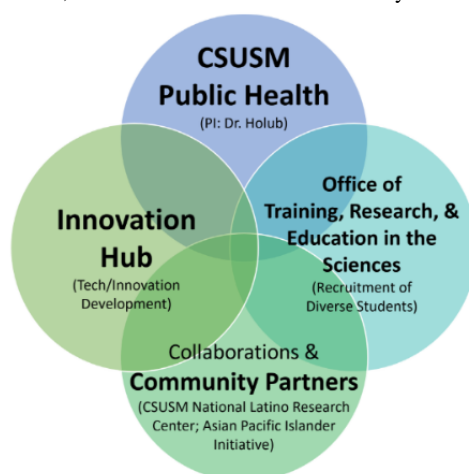 CSUSM
Public Health
(PI: Dr. Holub)
Innovation
Hub
(Tech/Innovation
Development)
Office of
Training, Research, &
Education in the
Sciences
(Recruitment of
Diverse Students)
Collaborations &
Community Partners
(CSUSM National Latino Research
Center; Asian Pacific Islander
Initiative)